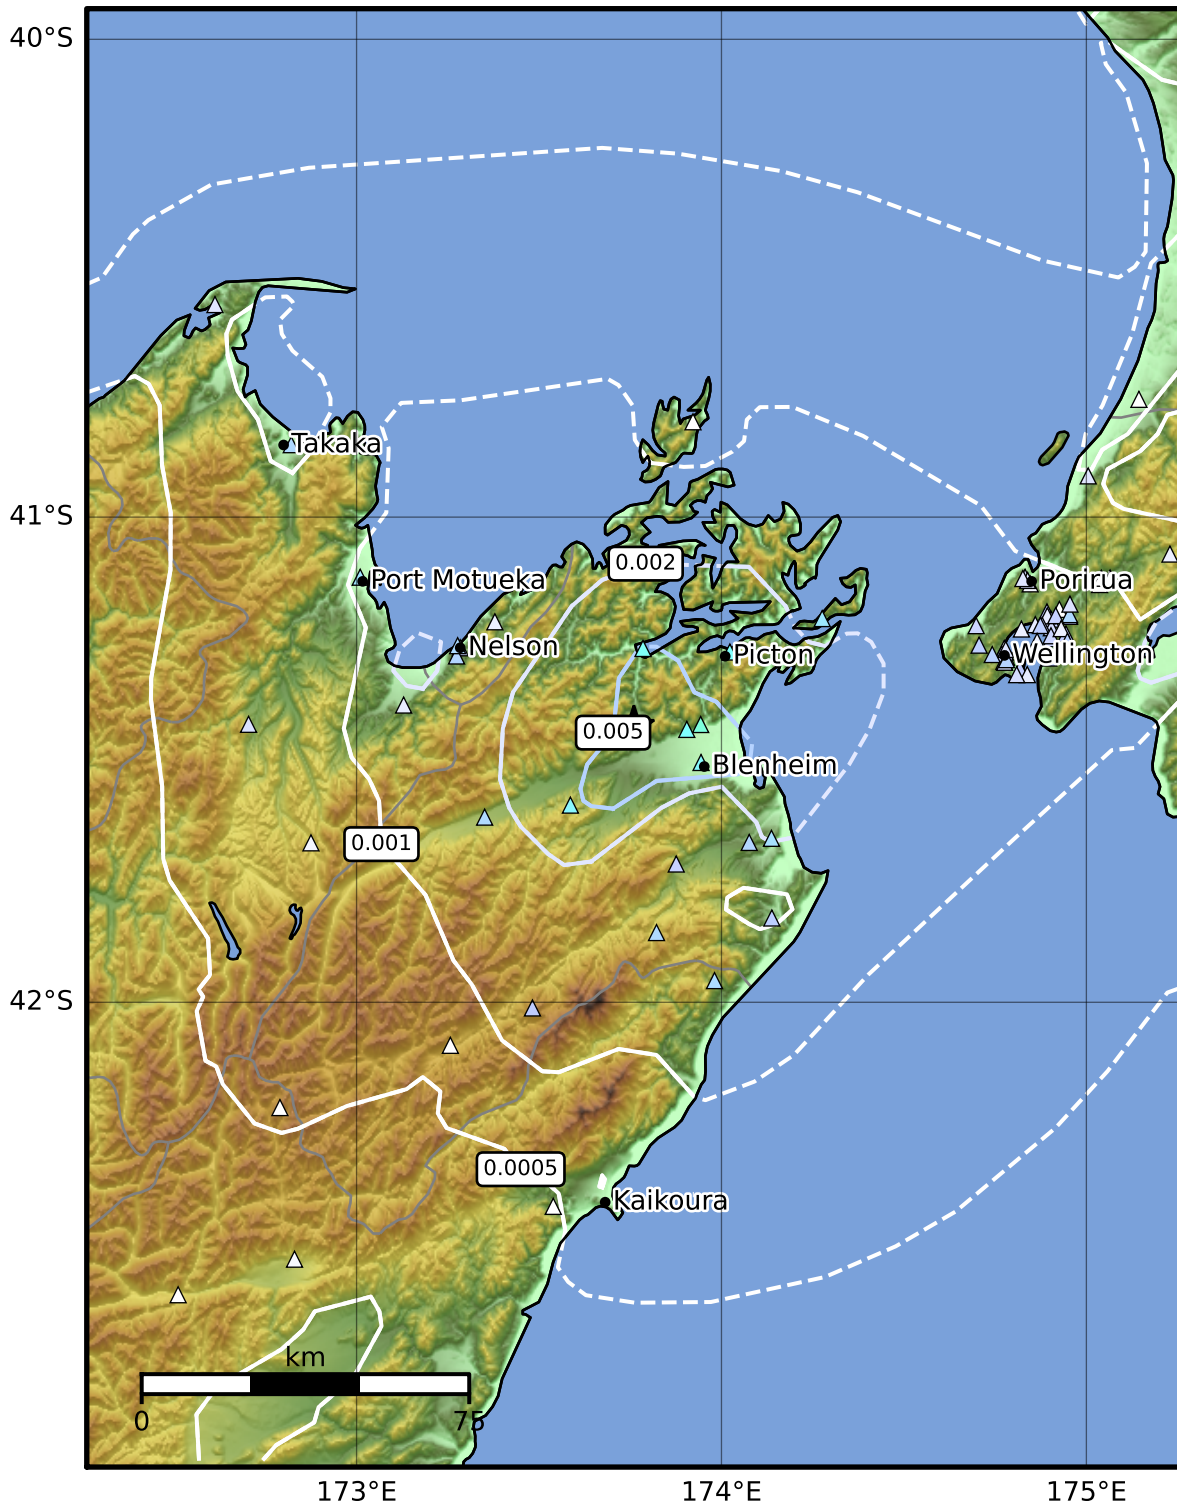 40°S
Takaka
41°S
0.002
Port Motueka
Porirua
Nelson
Picton
Wellington
0.005
Blenheim
0.001
42°S
0.0005
Kaikoura
km
0
75
173°E
174°E
175°E